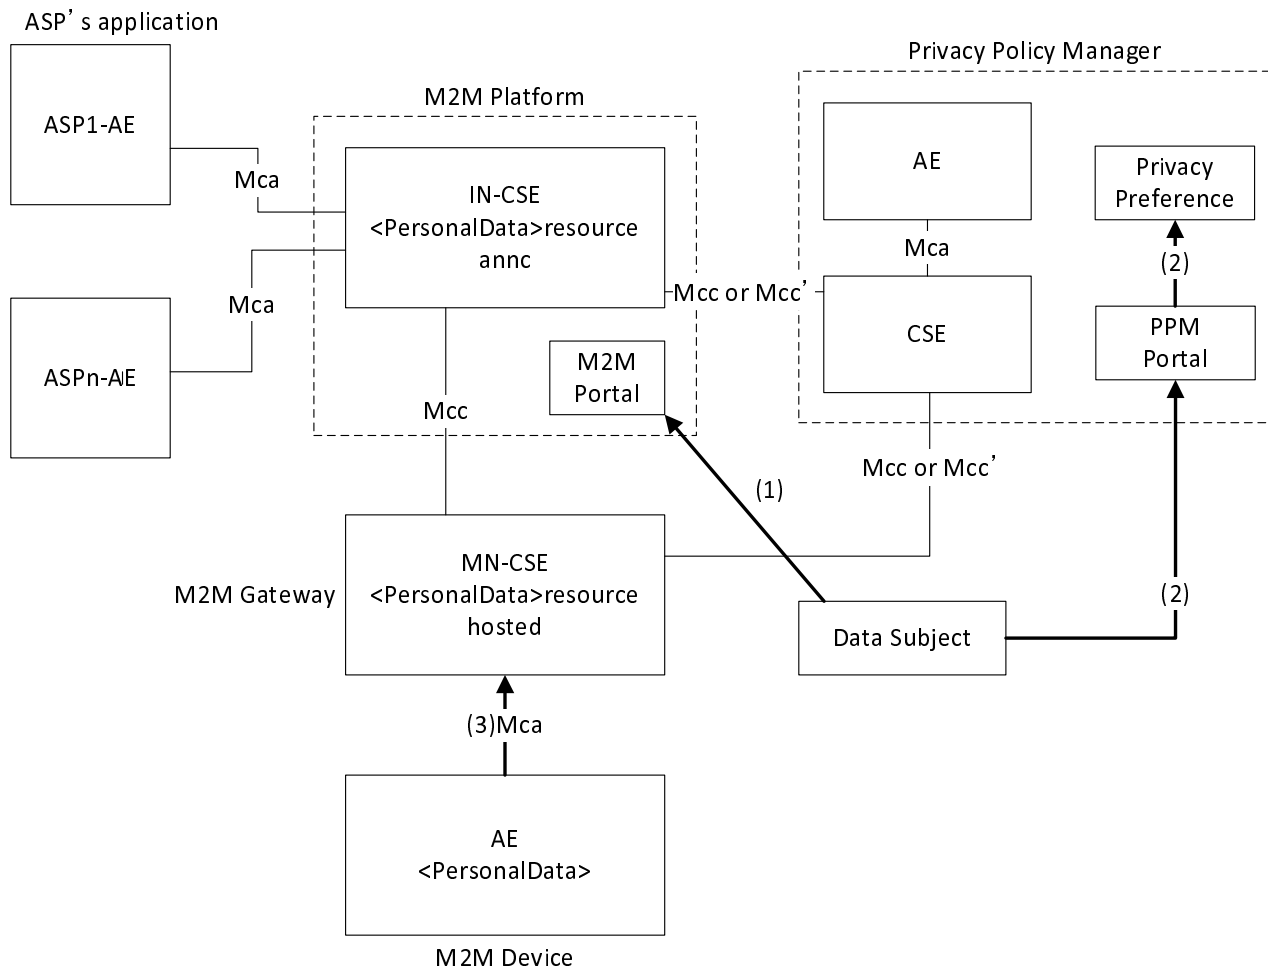 ASP’s application
Privacy Policy Manager
M2M Platform
ASP1-AE
Mca
IN-CSE
<PersonalData>resource
annc
AE
Privacy
Preference
Mca
(2)
Mca
Mcc or Mcc’
ASPn-AE
M2M
Portal
CSE
PPM
Portal
Mcc
Mcc or Mcc’
(1)
M2M Gateway
MN-CSE
<PersonalData>resource
hosted
(2)
Data Subject
(3)Mca
AE
<PersonalData>
M2M Device